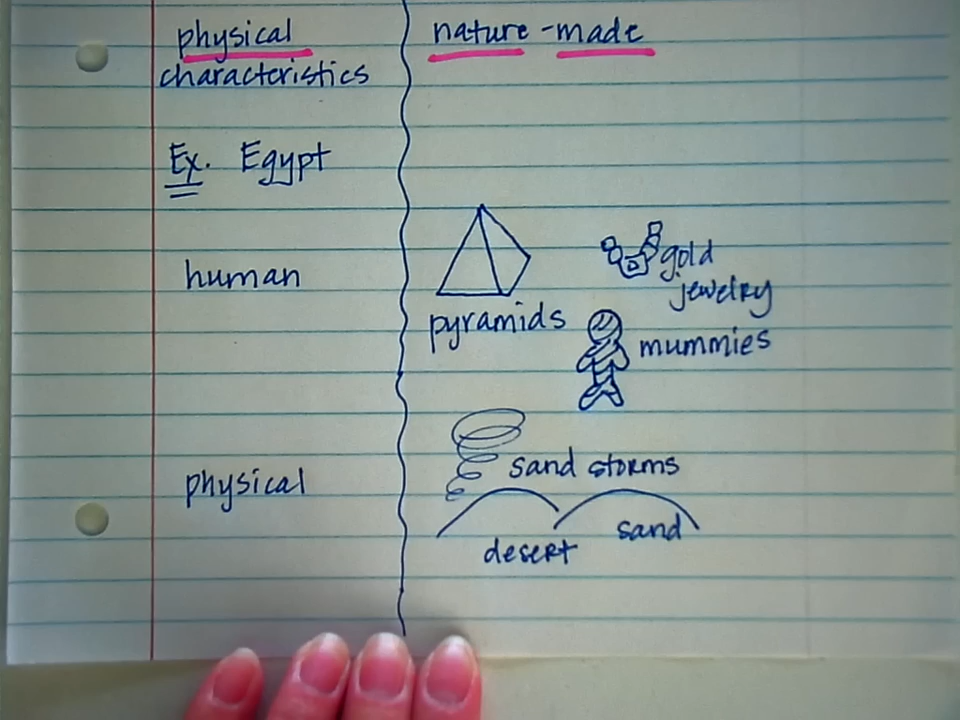 physical nature-made
characteristics
Ex. Egypt
human
gold
jewelry
pyramids
mummies
physical
sand storms
sand
desert